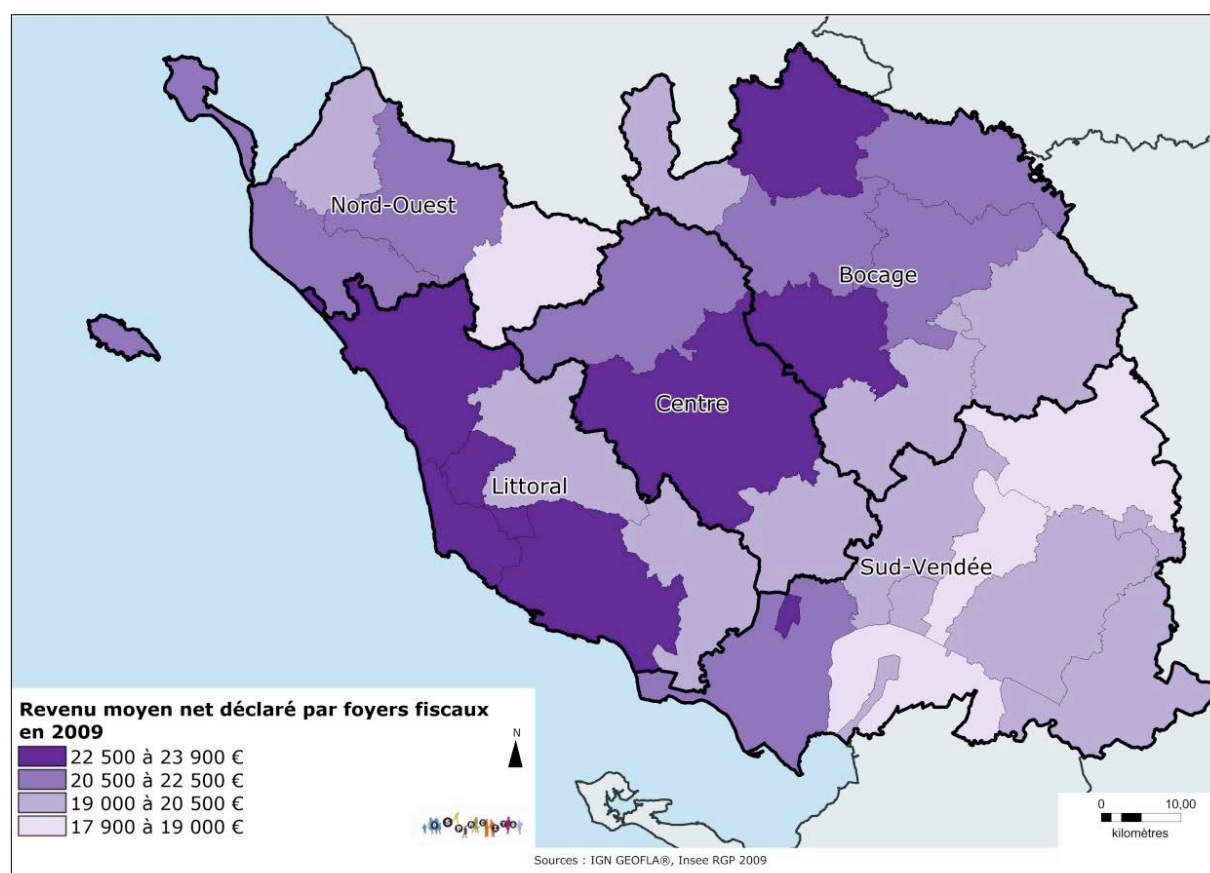 Nord-Ouest
Bocage
Centre
Littoral
Sud-Vendée
Revenu moyen net déclaré par foyers fiscaux
en 2009
22 500 à 23 900 €
20 500 à 22 500 €
19 000 à 20 500 €
17 900 à 19 000 €
N
0 10,00
kilomètres
Sources : IGN GEOFLA®, Insee RGP 2009